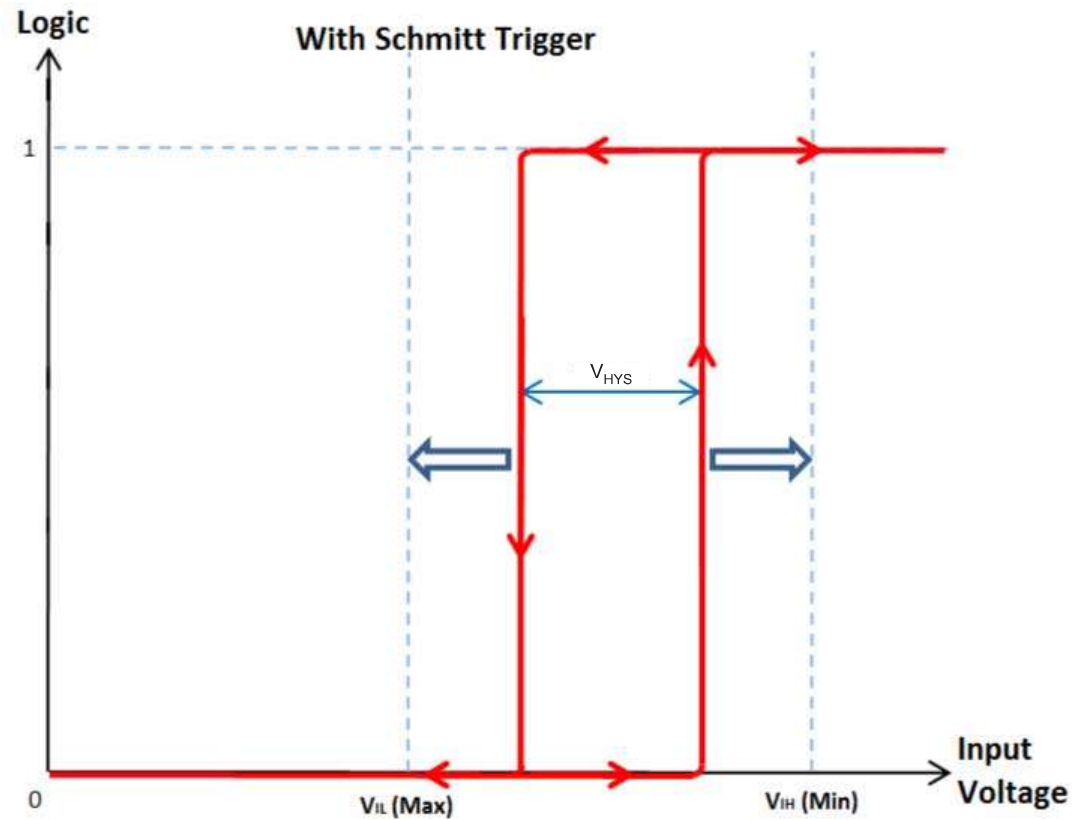 Logic
With Schmitt Trigger
1
VHYS
0
VIL (Max)
VIH (Min)
Input
Voltage